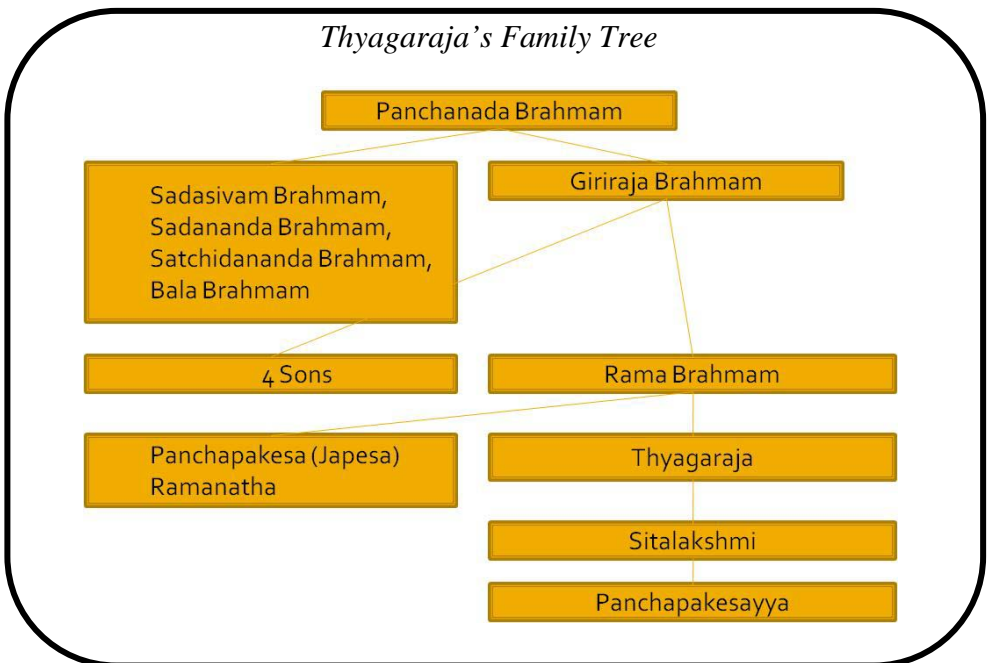 Thyagaraja’s Family Tree
Panchanada Brahmam
Sadasivam Brahmam,
Sadananda Brahmam,
Satchidananda Brahmam,
Bala Brahmam
Giriraja Brahmam
4 Sons
Rama Brahmam
Panchapakesa (Japesa)
Ramanatha
Thyagaraja
Sitalakshmi
Panchapakesayya